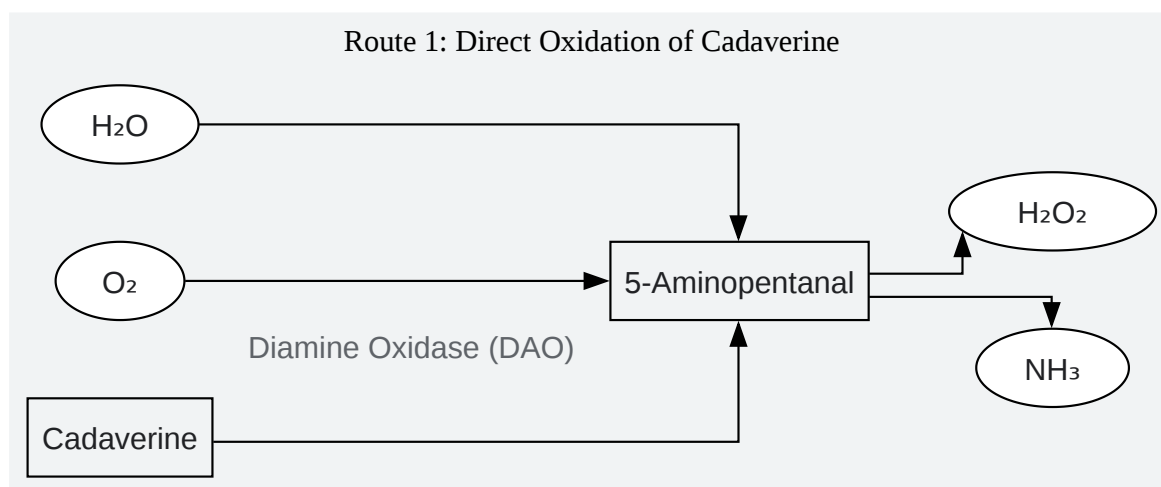 Route 1: Direct Oxidation of Cadaverine
H₂O
H₂O₂
O₂
5-Aminopentanal
Diamine Oxidase (DAO)
NH₃
Cadaverine